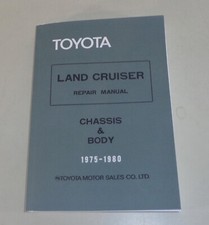 TOYOTA
LAND CRUISER
REPAIR MANUAL
CHASSIS
&
BODY
1975-1980
TOYOTA MOTOR SALES CO., LTD.